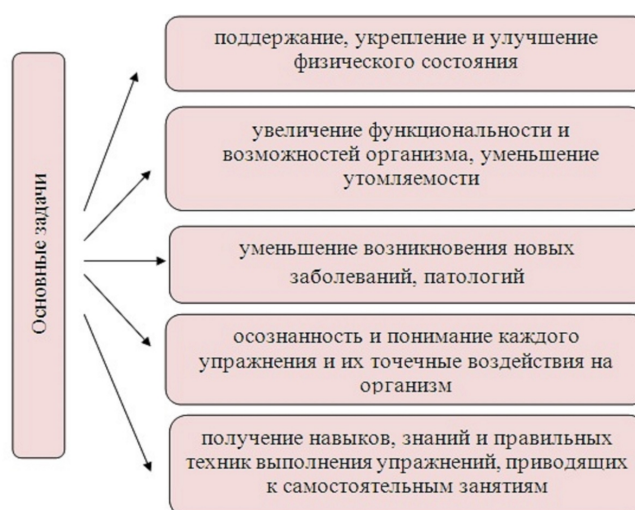 Основные задачи
поддержание, укрепление и улучшение
физического состояния
увеличение функциональности и
возможностей организма, уменьшение
утомляемости
уменьшение возникновения новых
заболеваний, патологий
осознанность и понимание каждого
упражнения и их точечные воздействия на
организм
получение навыков, знаний и правильных
техник выполнения упражнений, приводящих
к самостоятельным занятиям